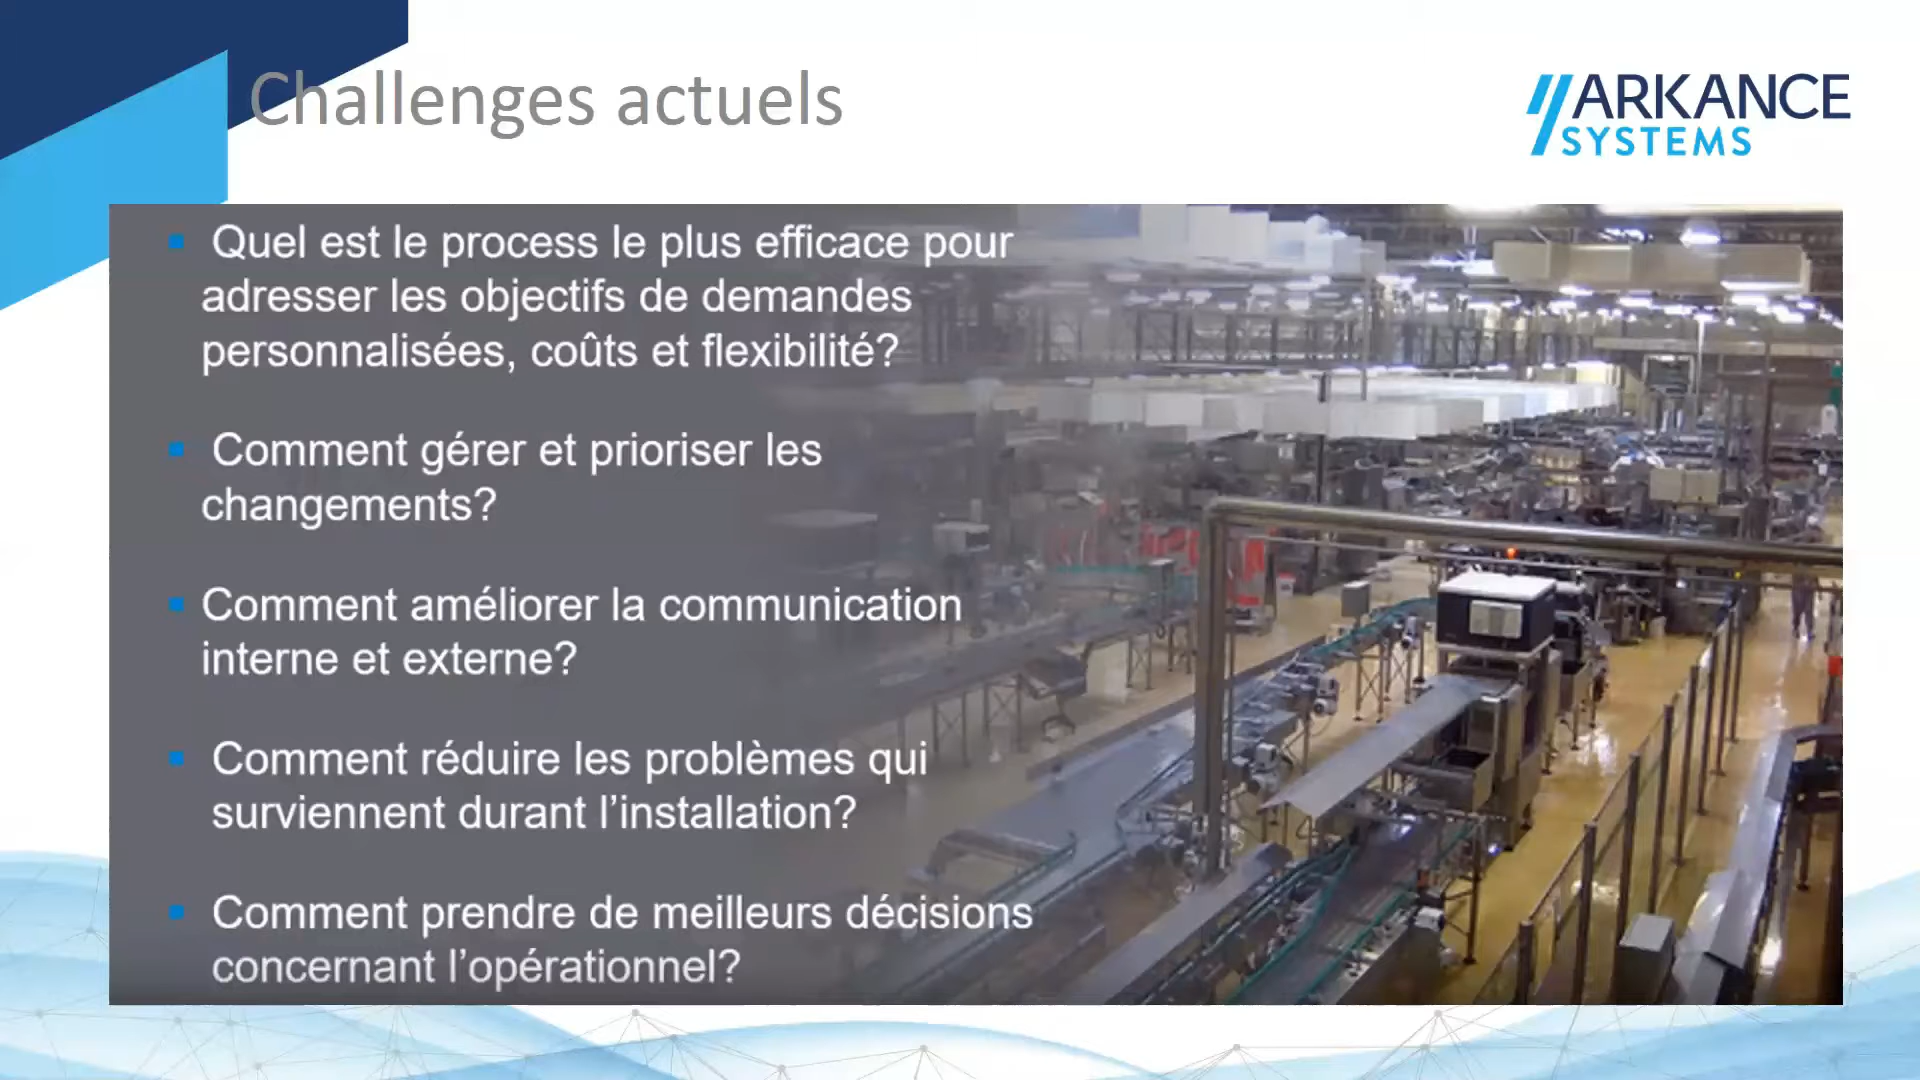 Challenges actuels
ARKANCE
SYSTEMS
Quel est le process le plus efficace pour
adresser les objectifs de demandes
personnalisées, coûts et flexibilité?
Comment gérer et prioriser les
changements?
Comment améliorer la communication
interne et externe?
Comment réduire les problèmes qui
surviennent durant l’installation?
Comment prendre de meilleurs décisions
concernant l’opérationnel?